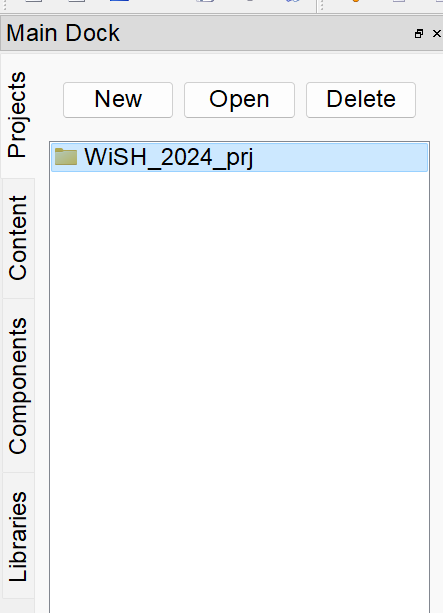 Main Dock
Projects
New Open Delete
WiSH_2024_prj
Content
Components
Libraries